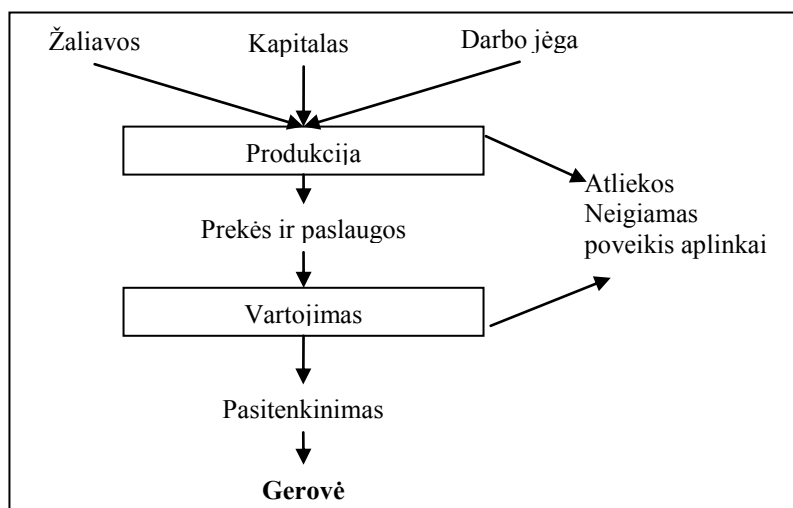 Žaliavos
Kapitalas
Darbo jėga
Produkcija
Atliekos
Neigiamas
poveikis aplinkai
Prekės ir paslaugos
Vartojimas
Pasitenkinimas
Gerovė